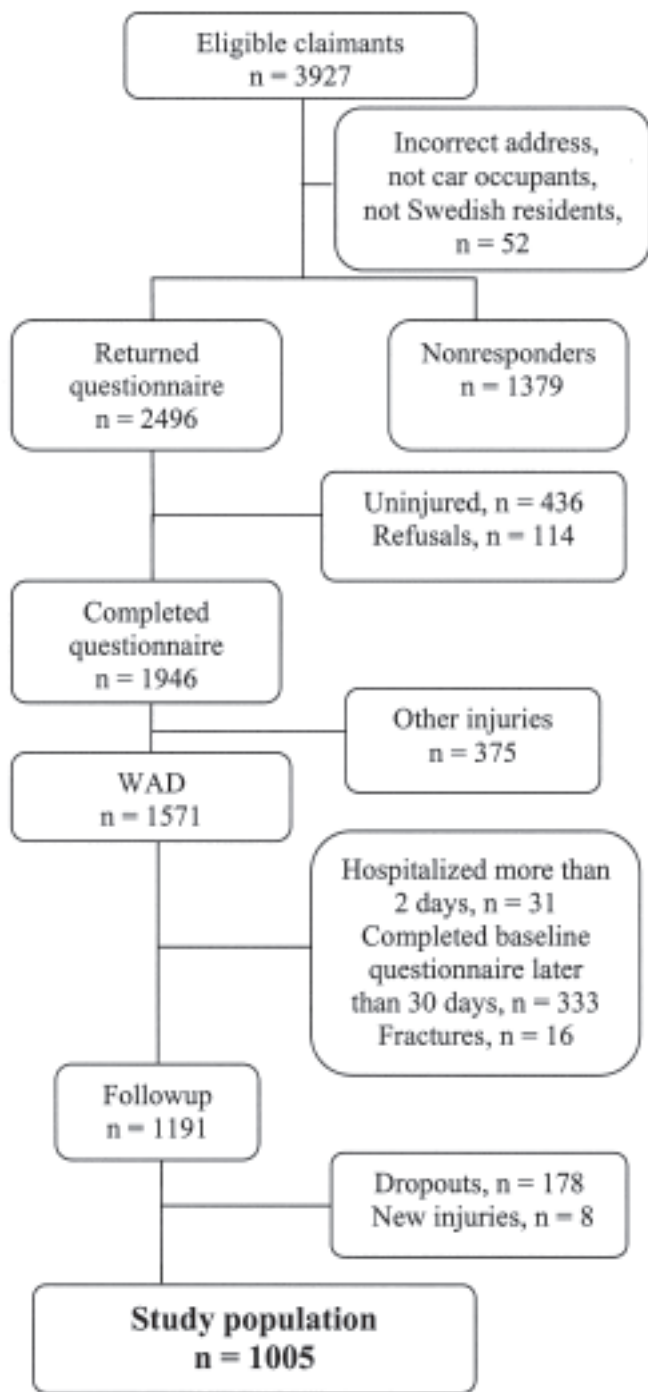 Eligible claimants
n = 3927
Incorrect address,
not car occupants,
not Swedish residents,
n = 52
Returned
questionnaire
n = 2496
Nonresponders
n = 1379
Uninjured, n = 436
Refusals, n = 114
Completed
questionnaire
n = 1946
Other injuries
n = 375
WAD
n = 1571
Hospitalized more than
2 days, n = 31
Completed baseline
questionnaire later
than 30 days, n = 333
Fractures, n = 16
Followup
n = 1191
Dropouts, n = 178
New injuries, n = 8
Study population
n = 1005